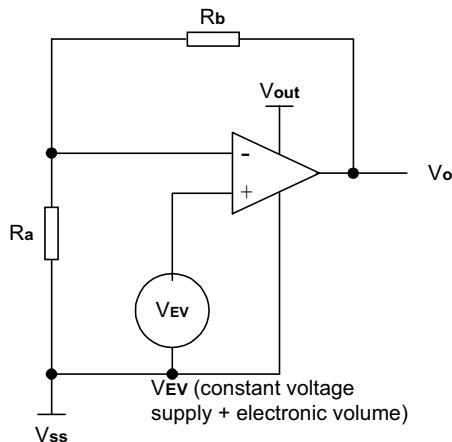 Rb
Vout
-
Vo
+
Ra
VEV
VEV (constant voltage
supply + electronic volume)
Vss